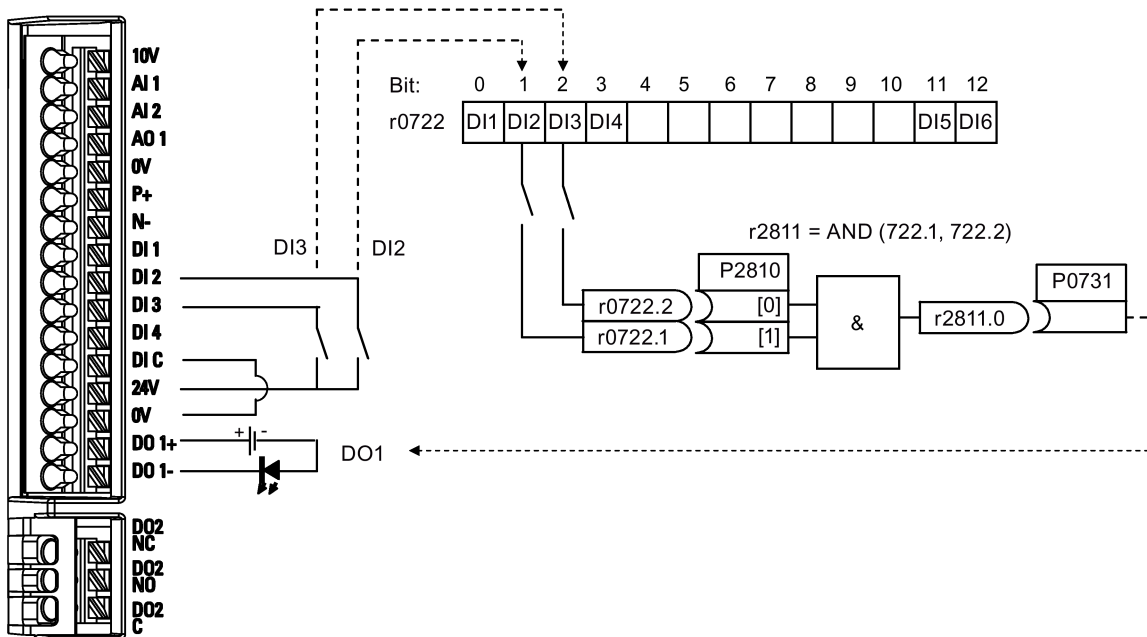 10V
AI 1
AI 2
AO 1
0V
P+
N-
DI 1
DI 2
DI 3
DI 4
DI C
24V
0V
DO 1+
DO 1-
DO2
NC
DO2
NO
DO2
C
DI3 DI2
+ -
DO1
Bit: 0 1 2 3 4 5 6 7 8 9 10 11 12
r0722 DI1 DI2 DI3 DI4 DI5 DI6
r2811 = AND (722.1, 722.2)
P2810
r0722.2 [0]
r0722.1 [1]
&
r2811.0
P0731